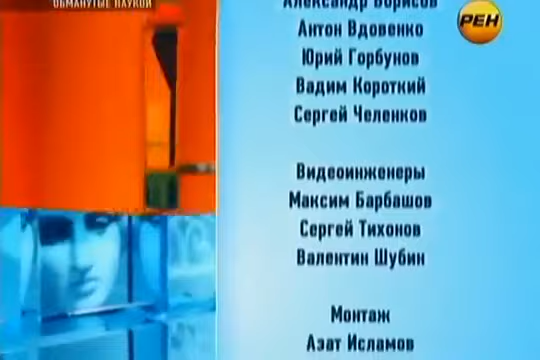 ОБМАНУТЫЕ НАУКОЙ
РЕН
Александр Борисов
Антон Вдовенко
Юрий Горбунов
Вадим Короткий
Сергей Челенков
Видеоинженеры
Максим Барбашов
Сергей Тихонов
Валентин Шубин
Монтаж
Азат Исламов